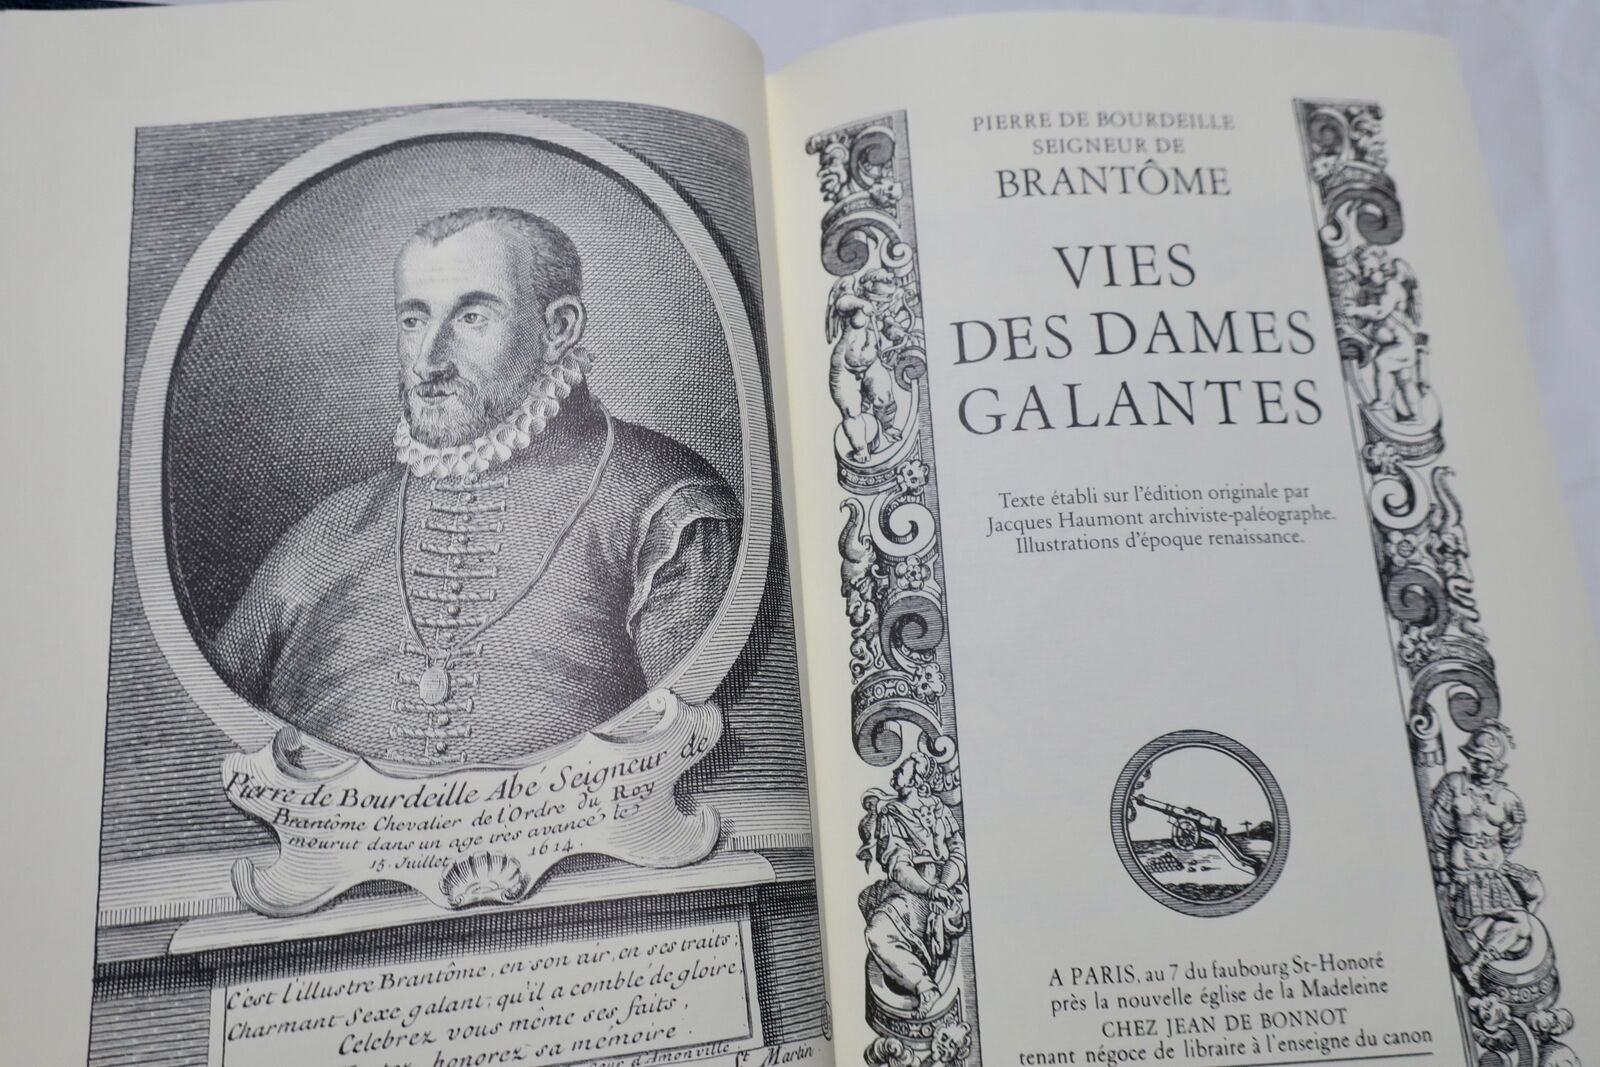 Pierre de Bourdeille Abé Seigneur de
Brantôme Chevalier de l'Ordre du Roy
mourut dans un age tres avancé le
15. Juillet 1614.
C'est l'illustre Brantôme, en son air, en ses traits;
Charmant Sexe galant, qu'il a comblé de gloire,
Celebrez vous même ses faits,
honorez sa mémoire.
d'Amonville St Martin.
PIERRE DE BOURDEILLE
SEIGNEUR DE
BRANTÔME
VIES
DES DAMES
GALANTES
Texte établi sur l'édition originale par
Jacques Haumont archiviste-paléographe.
Illustrations d'époque renaissance.
A PARIS, au 7 du faubourg St-Honoré
près la nouvelle église de la Madeleine
CHEZ JEAN DE BONNOT
tenant négoce de libraire à l'enseigne du canon